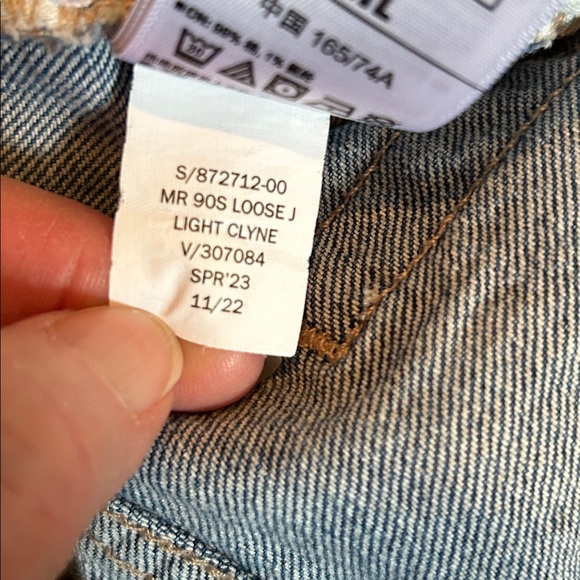 中国 165/74A
S/872712-00
MR 90S LOOSE J
LIGHT CLYNE
V/307084
SPR'23
11/22